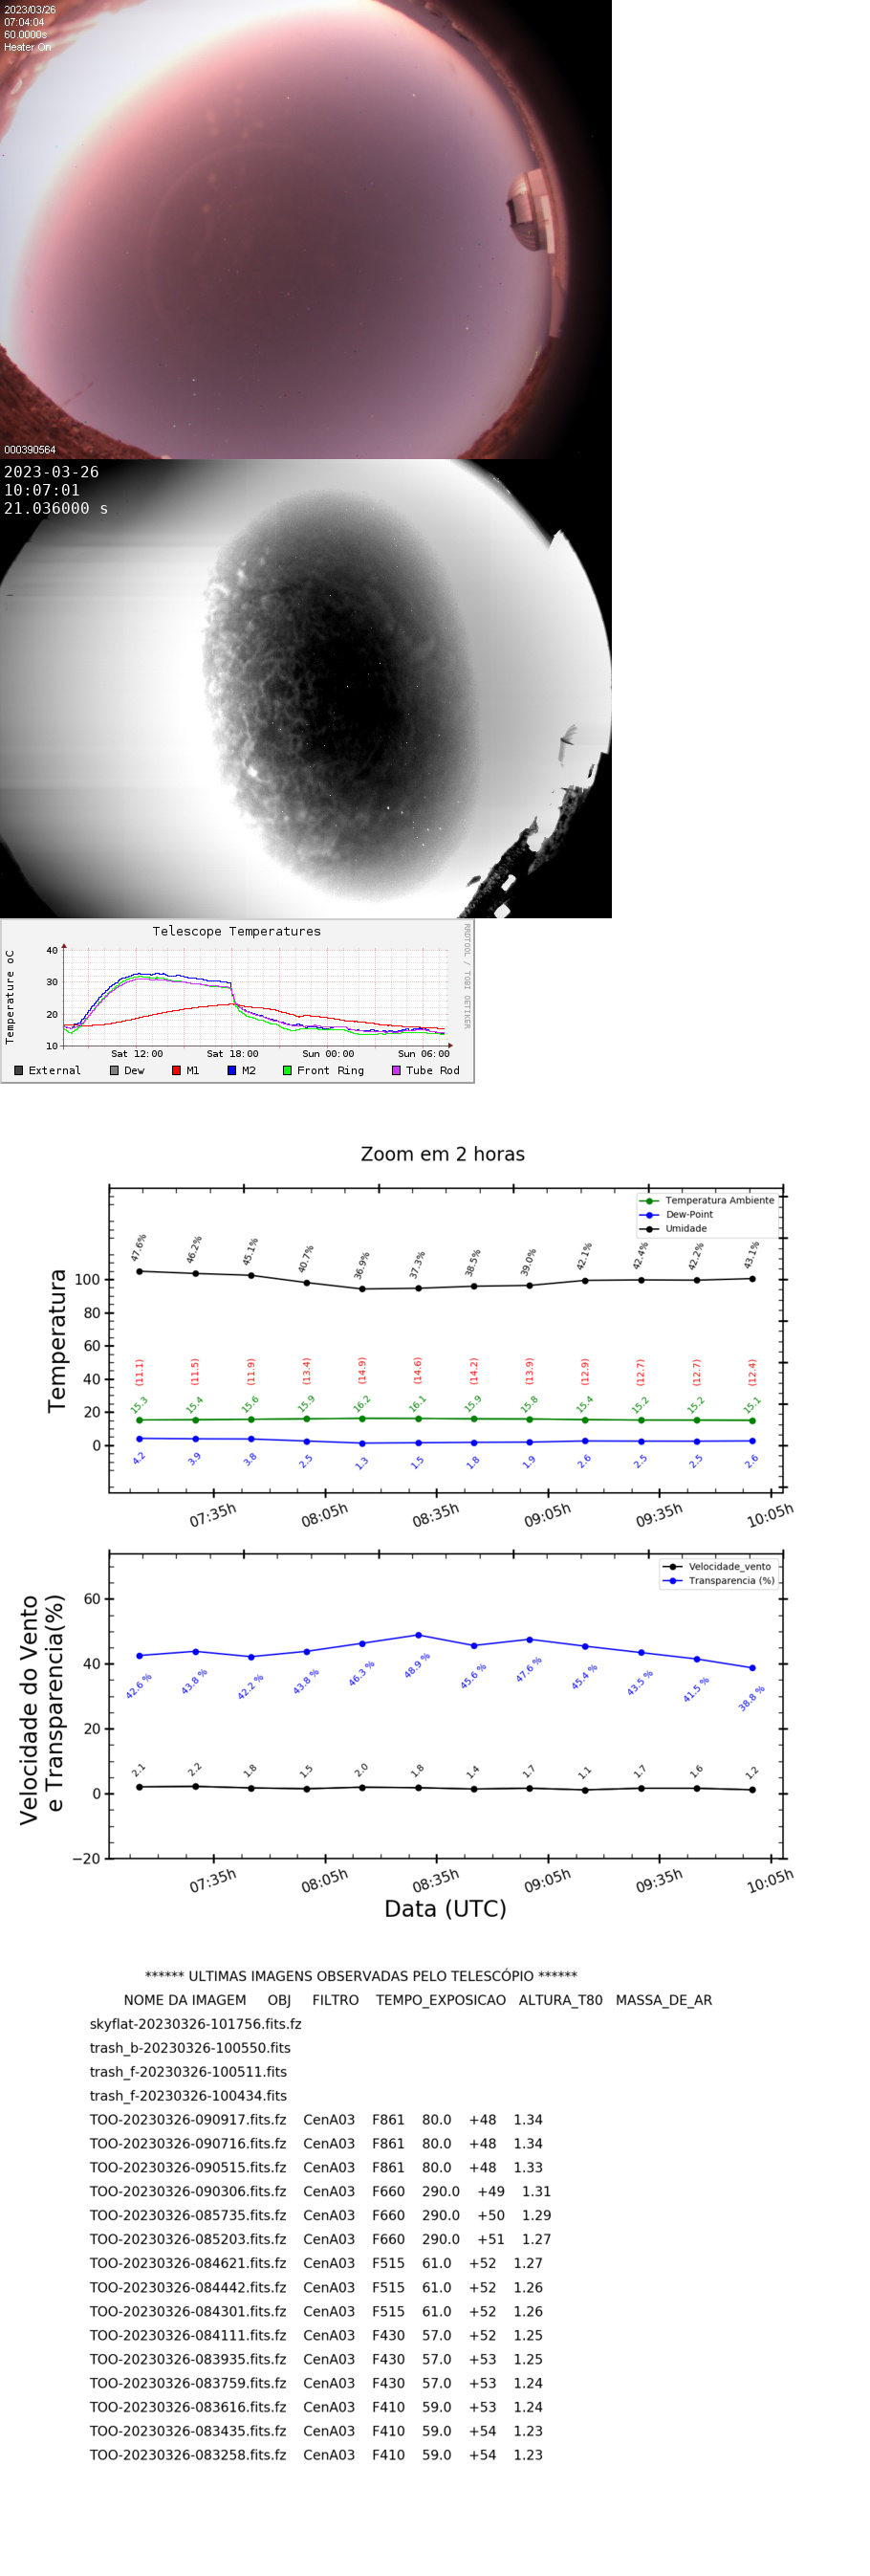 2023/03/26
07:04:04
60.0000s
Heater On
000390564
2023-03-26
10:07:01
21.036000 s
Telescope Temperatures
RRDTOOL / TOBI OETIKER
Temperature oC
40
30
20
10
Sat 12:00 Sat 18:00 Sun 00:00 Sun 06:00
External Dew M1 M2 Front Ring Tube Rod
Zoom em 2 horas
Temperatura Ambiente
Dew-Point
Umidade
47.6% 46.2% 45.1% 40.7% 36.9% 37.3% 38.5% 39.0% 42.1% 42.4% 42.2% 43.1%
Temperatura
100
80
60
40
20
0
(11.1) (11.5) (11.9) (13.4) (14.9) (14.6) (14.2) (13.9) (12.9) (12.7) (12.7) (12.4)
15.3 15.4 15.6 15.9 16.2 16.1 15.9 15.8 15.4 15.2 15.2 15.1
4.2 3.9 3.8 2.5 1.3 1.5 1.8 1.9 2.6 2.5 2.5 2.6
07:35h 08:05h 08:35h 09:05h 09:35h 10:05h
Velocidade_vento
Transparencia (%)
Velocidade do Vento
e Transparencia(%)
60
40
20
0
−20
42.6 % 43.8 % 42.2 % 43.8 % 46.3 % 48.9 % 45.6 % 47.6 % 45.4 % 43.5 % 41.5 % 38.8 %
2.1 2.2 1.8 1.5 2.0 1.8 1.4 1.7 1.1 1.7 1.6 1.2
07:35h 08:05h 08:35h 09:05h 09:35h 10:05h
Data (UTC)
****** ULTIMAS IMAGENS OBSERVADAS PELO TELESCÓPIO ******
NOME DA IMAGEM OBJ FILTRO TEMPO_EXPOSICAO ALTURA_T80 MASSA_DE_AR
skyflat-20230326-101756.fits.fz
trash_b-20230326-100550.fits
trash_f-20230326-100511.fits
trash_f-20230326-100434.fits
TOO-20230326-090917.fits.fz CenA03 F861 80.0 +48 1.34
TOO-20230326-090716.fits.fz CenA03 F861 80.0 +48 1.34
TOO-20230326-090515.fits.fz CenA03 F861 80.0 +48 1.33
TOO-20230326-090306.fits.fz CenA03 F660 290.0 +49 1.31
TOO-20230326-085735.fits.fz CenA03 F660 290.0 +50 1.29
TOO-20230326-085203.fits.fz CenA03 F660 290.0 +51 1.27
TOO-20230326-084621.fits.fz CenA03 F515 61.0 +52 1.27
TOO-20230326-084442.fits.fz CenA03 F515 61.0 +52 1.26
TOO-20230326-084301.fits.fz CenA03 F515 61.0 +52 1.26
TOO-20230326-084111.fits.fz CenA03 F430 57.0 +52 1.25
TOO-20230326-083935.fits.fz CenA03 F430 57.0 +53 1.25
TOO-20230326-083759.fits.fz CenA03 F430 57.0 +53 1.24
TOO-20230326-083616.fits.fz CenA03 F410 59.0 +53 1.24
TOO-20230326-083435.fits.fz CenA03 F410 59.0 +54 1.23
TOO-20230326-083258.fits.fz CenA03 F410 59.0 +54 1.23